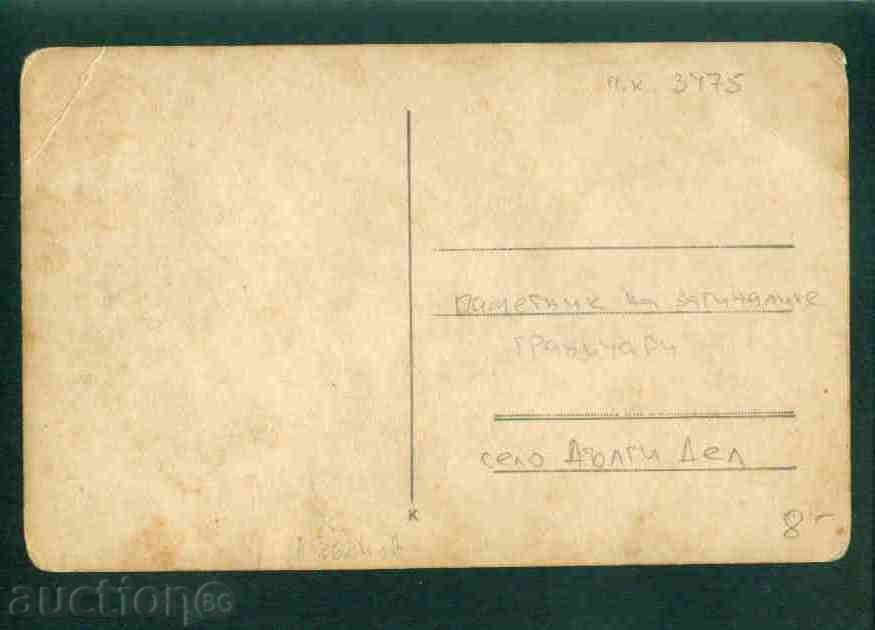 п.к. 3475
паметник на загиналите
граничари
село Дълги Дел
8-
К
auction BG